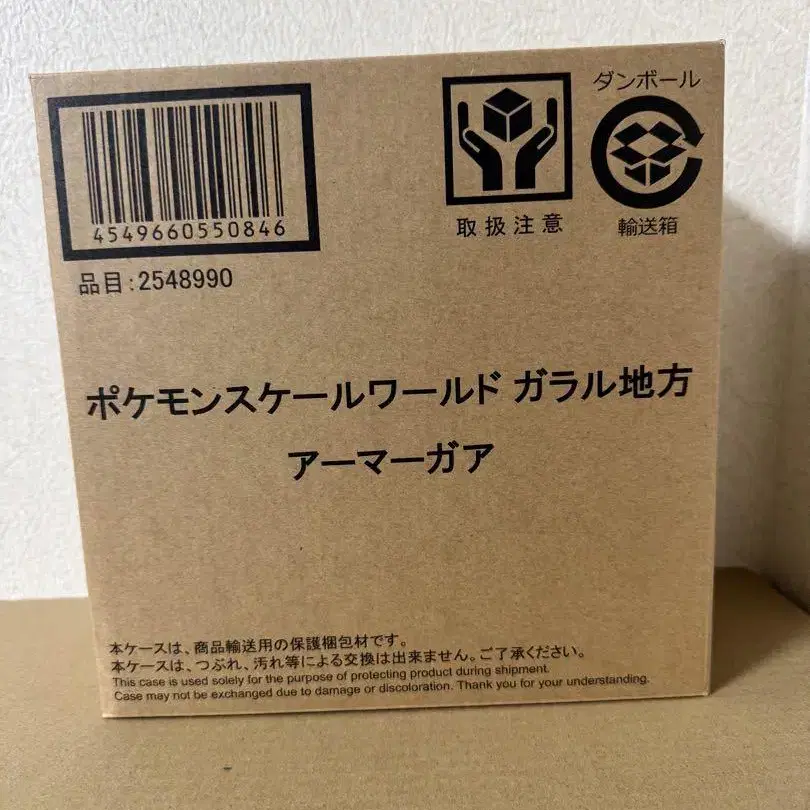 4549660550846
品目:2548990
取扱注意
ダンボール
輸送箱
ポケモンスケールワールド ガラル地方
アーマーガア
本ケースは、商品輸送用の保護梱包材です。
本ケースは、つぶれ、汚れ等による交換は出来ません。ご了承ください。
This case is used solely for the purpose of protecting product during shipment.
Case may not be exchanged due to damage or discoloration. Thank you for your understanding.